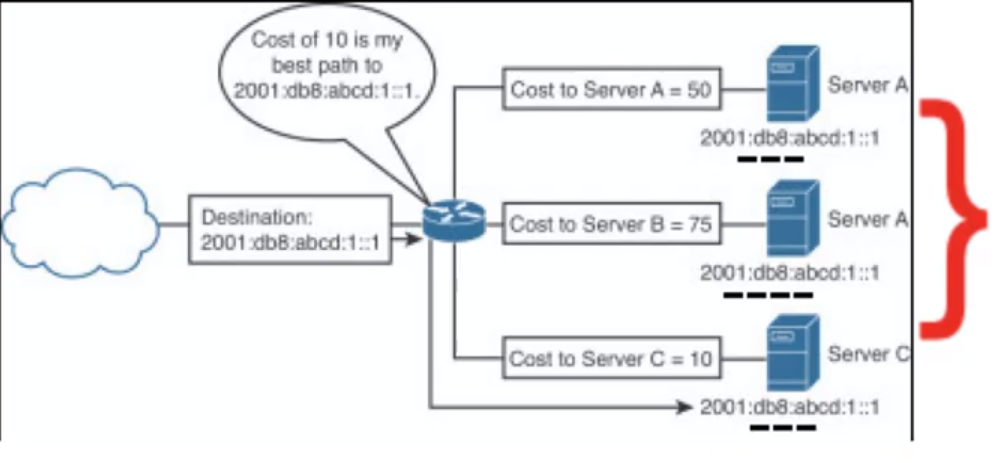 Cost of 10 is my
best path to
2001:db8:abcd:1::1.
Cost to Server A = 50
Server A
2001:db8:abcd:1::1
Destination:
2001:db8:abcd:1::1
Cost to Server B = 75
Server A
2001:db8:abcd:1::1
Cost to Server C = 10
Server C
2001:db8:abcd:1::1